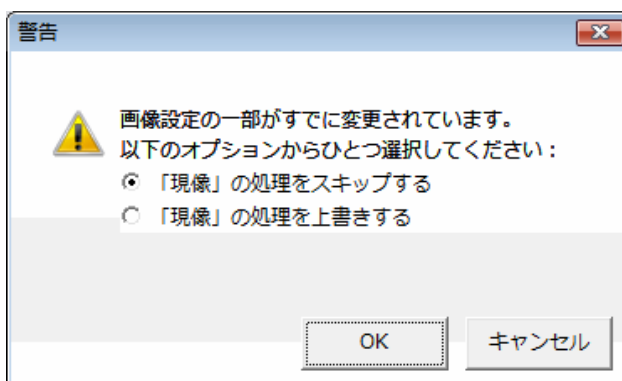 警告
画像設定の一部がすでに変更されています。
以下のオプションからひとつ選択してください：
「現像」の処理をスキップする
「現像」の処理を上書きする
OK キャンセル